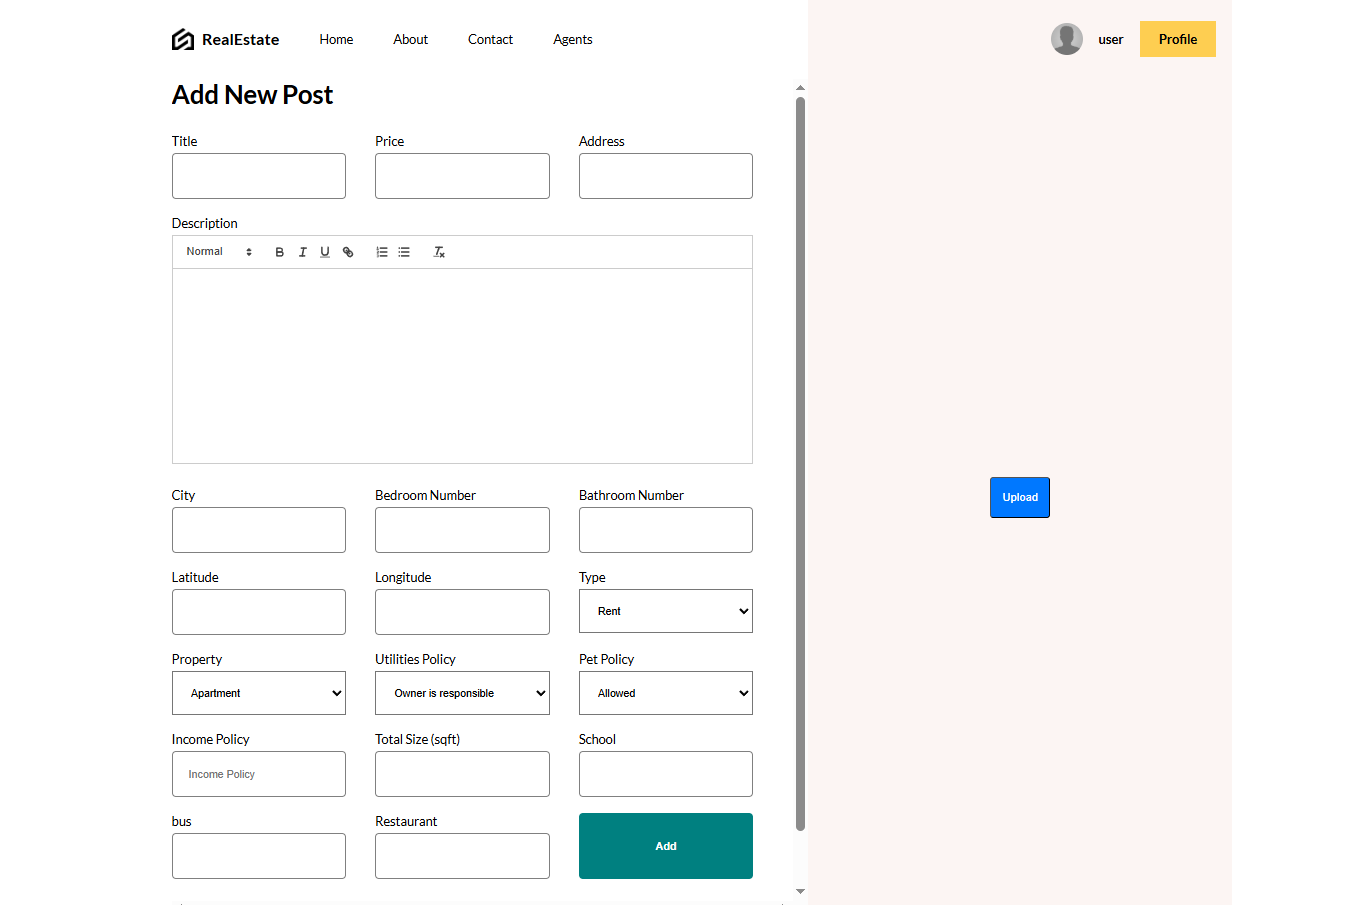 RealEstate Home About Contact Agents user Profile
Add New Post
Title Price Address
Description
Normal B I U
City Bedroom Number Bathroom Number
Latitude Longitude Type
Rent
Property Utilities Policy Pet Policy
Apartment Owner is responsible Allowed
Income Policy Total Size (sqft) School
Income Policy
bus Restaurant
Add
Upload